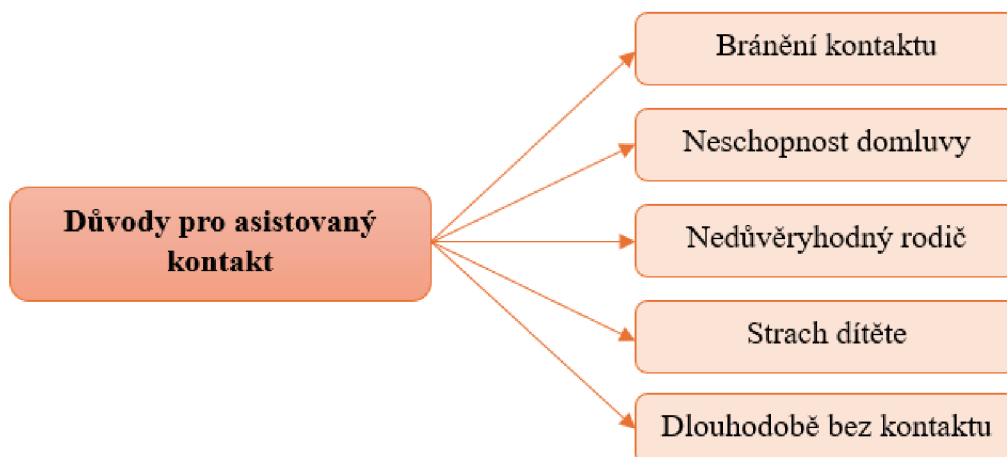 Důvody pro asistovaný
kontakt
Bránění kontaktu
Neschopnost domluvy
Nedůvěryhodný rodič
Strach dítěte
Dlouhodobě bez kontaktu